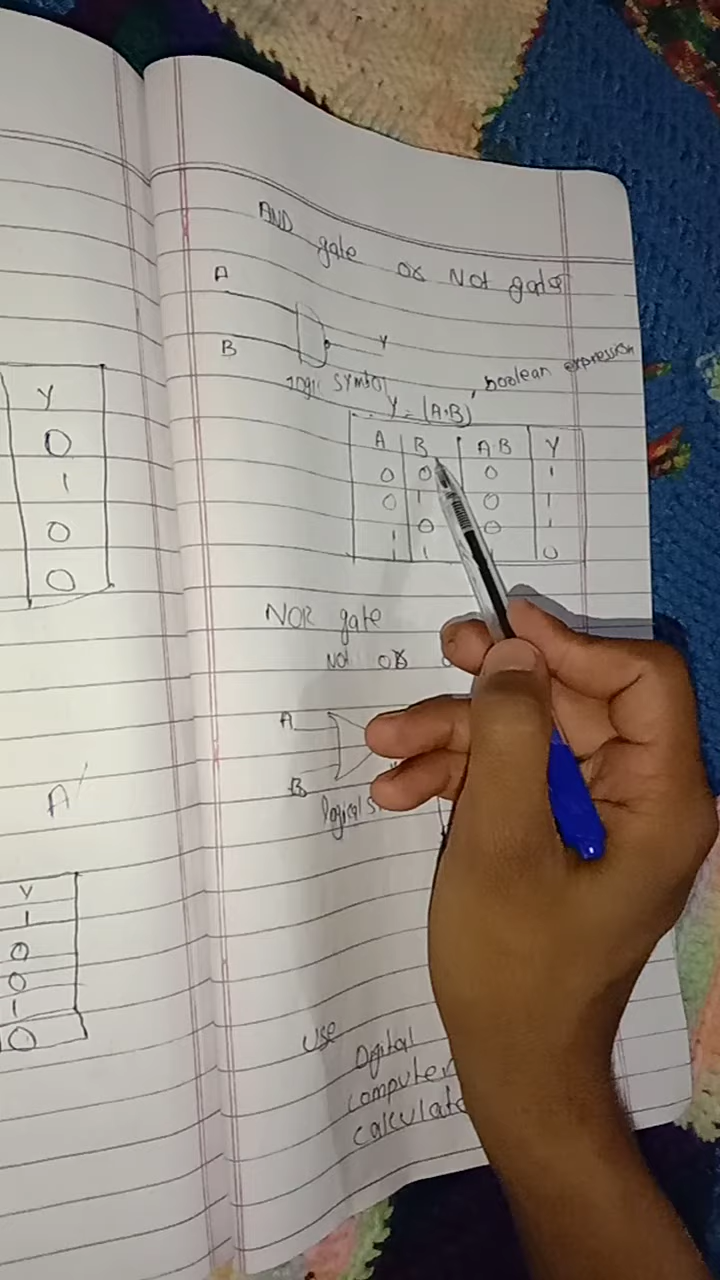 Y
0
1
0
0
A'
Y
1
0
0
1
0
AND gate or Not gate
A
B
Y
logic symbol
boolean expression
Y = (A·B)'
A B A B Y
0 0 0 1
0 1 0 1
1 0 0 1
1 1 0
NOR gate
Not or
A
B
logical
Use
Digital
computer
calculato